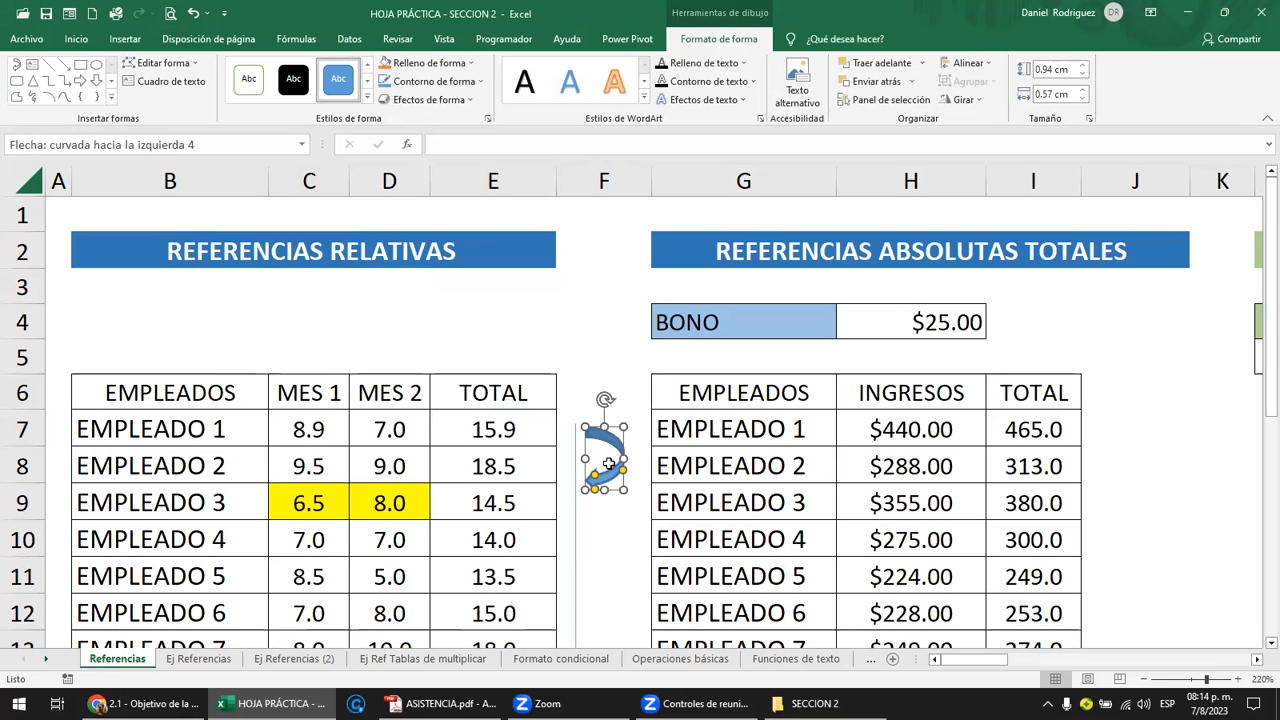 HOJA PRÁCTICA - SECCION 2 - Excel
Herramientas de dibujo
Daniel Rodriguez DR
Archivo Inicio Insertar Disposición de página Fórmulas Datos Revisar Vista Programador Ayuda Power Pivot Formato de forma ¿Qué desea hacer? Compartir
Editar forma
Cuadro de texto
Insertar formas
Abc Abc Abc
Relleno de forma
Contorno de forma
Efectos de forma
Estilos de forma
A A A
Relleno de texto
Contorno de texto
Efectos de texto
Estilos de WordArt
Texto
alternativo
Accesibilidad
Traer adelante
Enviar atrás
Panel de selección
Alinear
Agrupar
Girar
Organizar
0.94 cm
0.57 cm
Tamaño
Flecha: curvada hacia la izquierda 4
fx
A B C D E F G H I J K
1
2 REFERENCIAS RELATIVAS REFERENCIAS ABSOLUTAS TOTALES
3
4 BONO $25.00
5
6 EMPLEADOS MES 1 MES 2 TOTAL EMPLEADOS INGRESOS TOTAL
7 EMPLEADO 1 8.9 7.0 15.9 EMPLEADO 1 $440.00 465.0
8 EMPLEADO 2 9.5 9.0 18.5 EMPLEADO 2 $288.00 313.0
9 EMPLEADO 3 6.5 8.0 14.5 EMPLEADO 3 $355.00 380.0
10 EMPLEADO 4 7.0 7.0 14.0 EMPLEADO 4 $275.00 300.0
11 EMPLEADO 5 8.5 5.0 13.5 EMPLEADO 5 $224.00 249.0
12 EMPLEADO 6 7.0 8.0 15.0 EMPLEADO 6 $228.00 253.0
EMPLEADO 7 EMPLEADO 7
Referencias Ej Referencias Ej Referencias (2) Ej Ref Tablas de multiplicar Formato condicional Operaciones básicas Funciones de texto ...
Listo
220%
2.1 - Objetivo de la ... HOJA PRÁCTICA - ... ASISTENCIA.pdf - A... Zoom Controles de reuni... SECCION 2
ESP
08:14 p. m.
7/8/2023